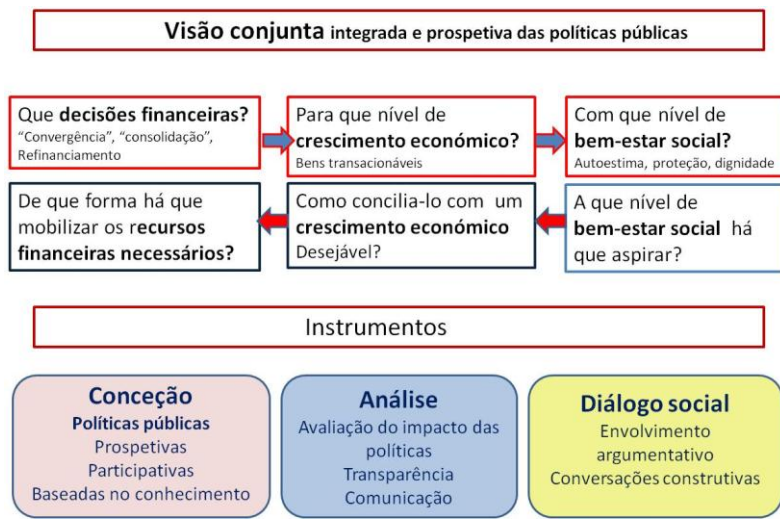 Visão conjunta integrada e prospetiva das políticas públicas
Que decisões financeiras?
“Convergência”, “consolidação”,
Refinanciamento
Para que nível de
crescimento económico?
Bens transacionáveis
Com que nível de
bem-estar social?
Autoestima, proteção, dignidade
De que forma há que
mobilizar os recursos
financeiras necessários?
Como concilia-lo com um
crescimento económico
Desejável?
A que nível de
bem-estar social há
que aspirar?
Instrumentos
Conceção
Políticas públicas
Prospetivas
Participativas
Baseadas no conhecimento
Análise
Avaliação do impacto das
políticas
Transparência
Comunicação
Diálogo social
Envolvimento
argumentativo
Conversações construtivas